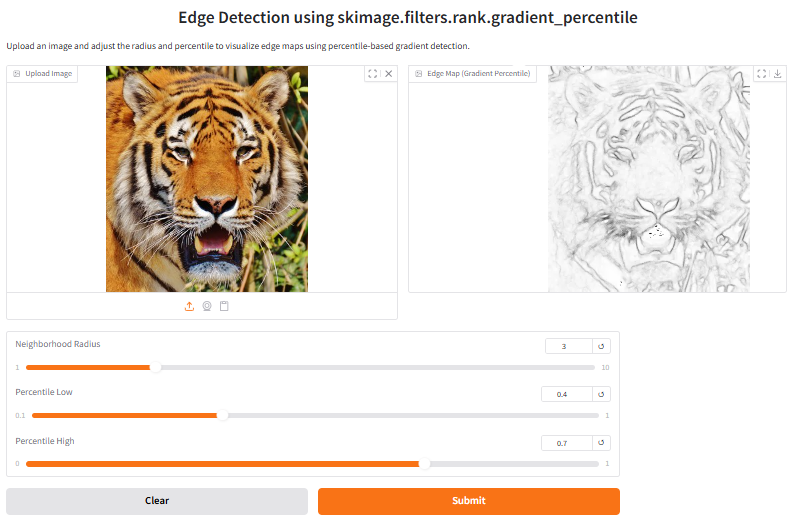 Edge Detection using skimage.filters.rank.gradient_percentile
Upload an image and adjust the radius and percentile to visualize edge maps using percentile-based gradient detection.
Upload Image
Edge Map (Gradient Percentile)
Neighborhood Radius
3
1
10
Percentile Low
0.4
0.1
1
Percentile High
0.7
0
1
Clear
Submit